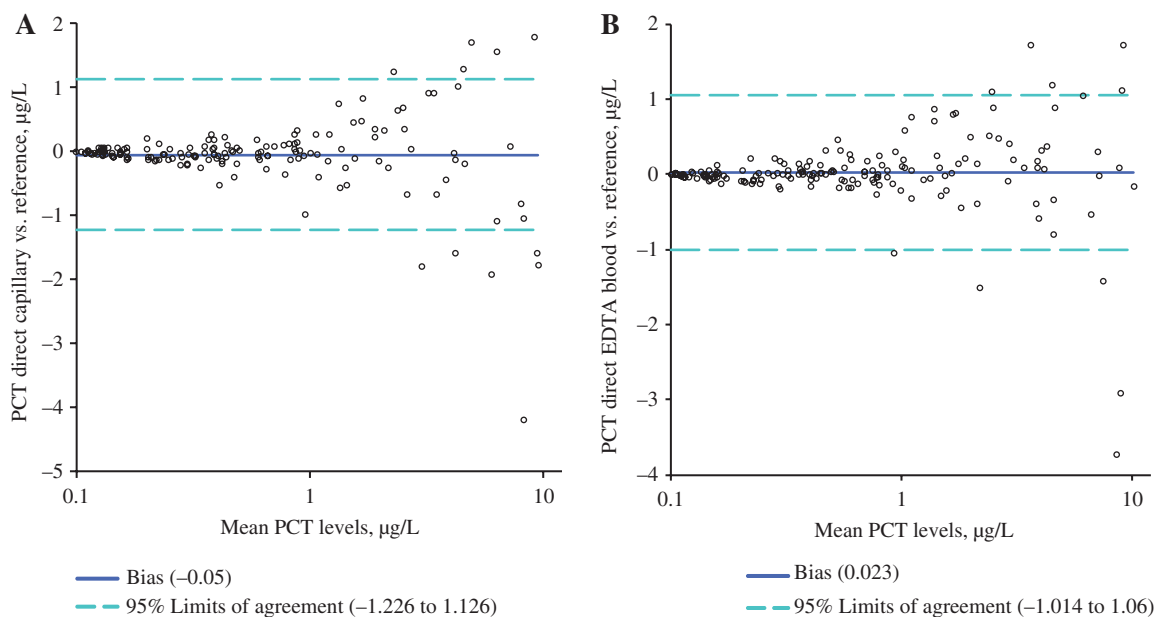 A
PCT direct capillary vs. reference, µg/L
2
1
0
–1
–2
–3
–4
–5
0.1
1
10
Mean PCT levels, µg/L
Bias (–0.05)
95% Limits of agreement (–1.226 to 1.126)
B
PCT direct EDTA blood vs. reference, µg/L
2
1
0
–1
–2
–3
–4
0.1
1
10
Mean PCT levels, µg/L
Bias (0.023)
95% Limits of agreement (–1.014 to 1.06)